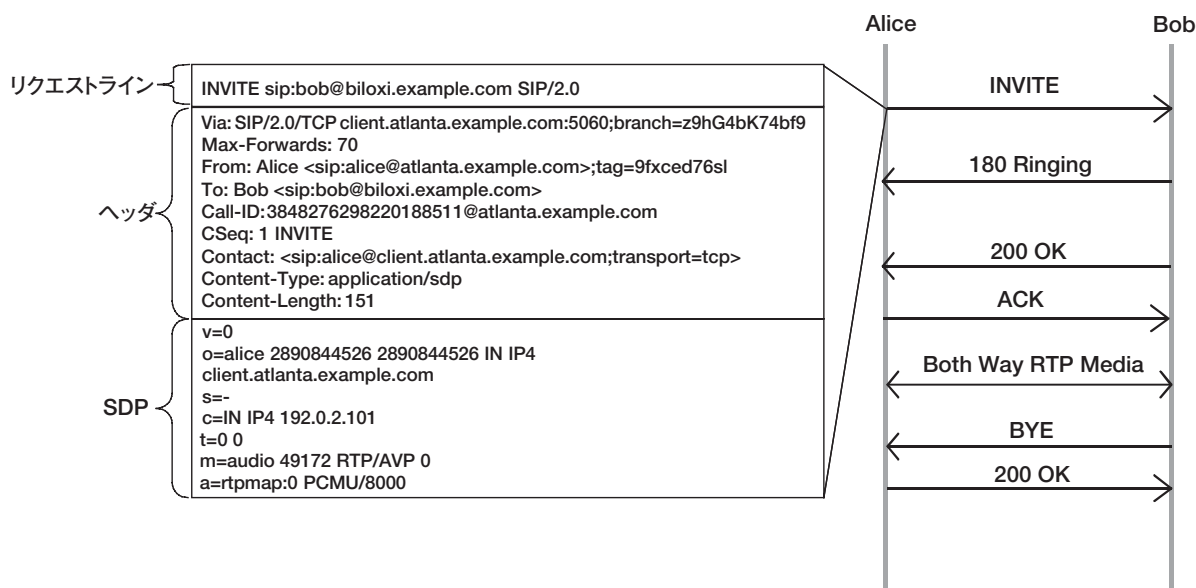 リクエストライン
INVITE sip:bob@biloxi.example.com SIP/2.0
ヘッダ
Via: SIP/2.0/TCP client.atlanta.example.com:5060;branch=z9hG4bK74bf9
Max-Forwards: 70
From: Alice <sip:alice@atlanta.example.com>;tag=9fxced76sl
To: Bob <sip:bob@biloxi.example.com>
Call-ID:3848276298220188511@atlanta.example.com
CSeq: 1 INVITE
Contact: <sip:alice@client.atlanta.example.com;transport=tcp>
Content-Type: application/sdp
Content-Length: 151
SDP
v=0
o=alice 2890844526 2890844526 IN IP4
client.atlanta.example.com
s=-
c=IN IP4 192.0.2.101
t=0 0
m=audio 49172 RTP/AVP 0
a=rtpmap:0 PCMU/8000
Alice
Bob
INVITE
180 Ringing
200 OK
ACK
Both Way RTP Media
BYE
200 OK